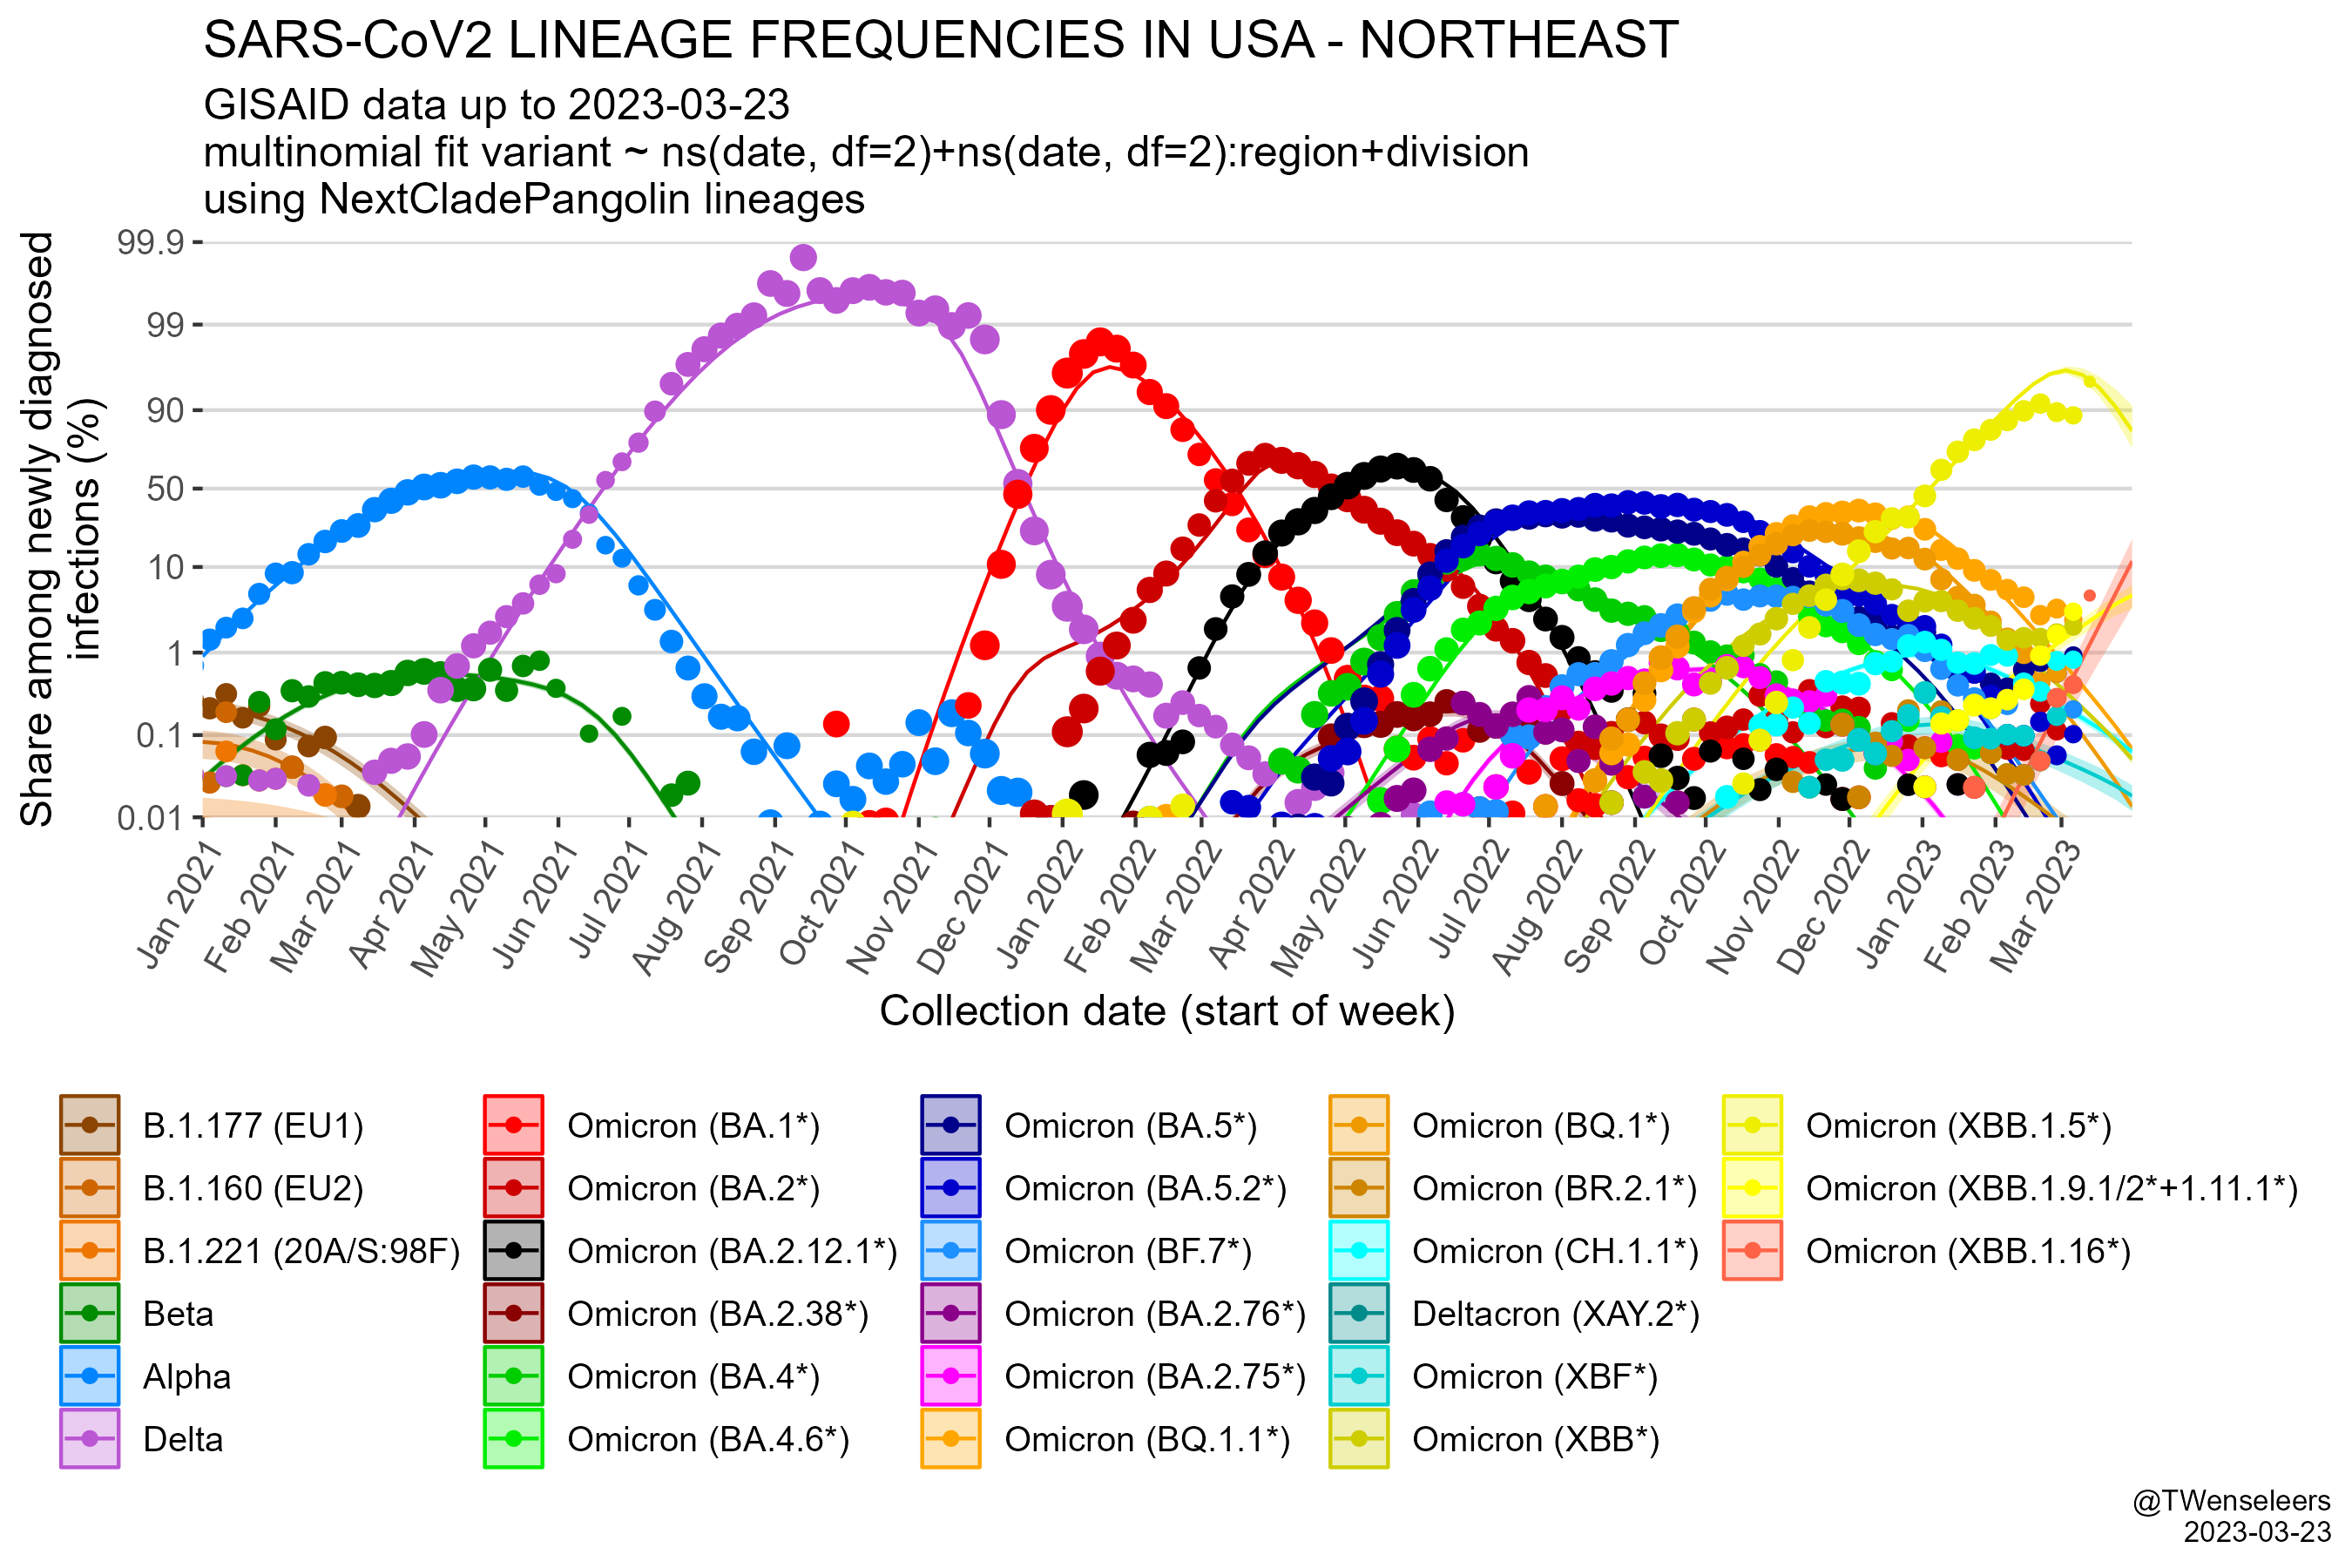 SARS-CoV2 LINEAGE FREQUENCIES IN USA - NORTHEAST
GISAID data up to 2023-03-23
multinomial fit variant ~ ns(date, df=2)+ns(date, df=2):region+division
using NextCladePangolin lineages
Share among newly diagnosed
infections (%)
99.9
99
90
50
10
1
0.1
0.01
Jan 2021
Feb 2021
Mar 2021
Apr 2021
May 2021
Jun 2021
Jul 2021
Aug 2021
Sep 2021
Oct 2021
Nov 2021
Dec 2021
Jan 2022
Feb 2022
Mar 2022
Apr 2022
May 2022
Jun 2022
Jul 2022
Aug 2022
Sep 2022
Oct 2022
Nov 2022
Dec 2022
Jan 2023
Feb 2023
Mar 2023
Collection date (start of week)
B.1.177 (EU1)
B.1.160 (EU2)
B.1.221 (20A/S:98F)
Beta
Alpha
Delta
Omicron (BA.1*)
Omicron (BA.2*)
Omicron (BA.2.12.1*)
Omicron (BA.2.38*)
Omicron (BA.4*)
Omicron (BA.4.6*)
Omicron (BA.5*)
Omicron (BA.5.2*)
Omicron (BF.7*)
Omicron (BA.2.76*)
Omicron (BA.2.75*)
Omicron (BQ.1.1*)
Omicron (BQ.1*)
Omicron (BR.2.1*)
Omicron (CH.1.1*)
Deltacron (XAY.2*)
Omicron (XBF*)
Omicron (XBB*)
Omicron (XBB.1.5*)
Omicron (XBB.1.9.1/2*+1.11.1*)
Omicron (XBB.1.16*)
@TWenseleers
2023-03-23